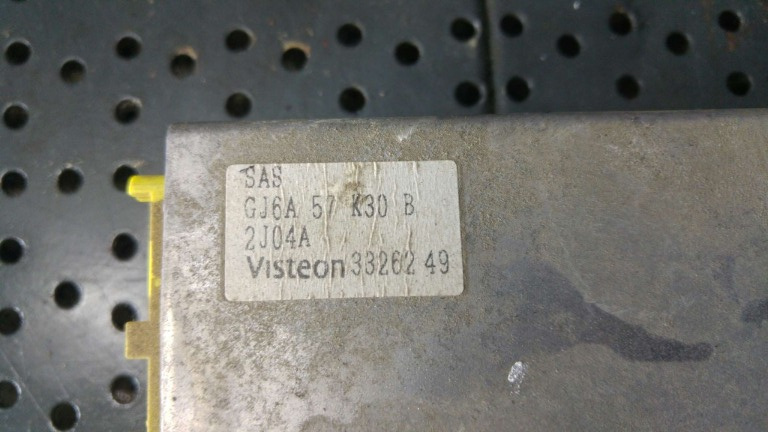 SAS
GJ6A 57 K30 B
2J04A
Visteon 33262 49